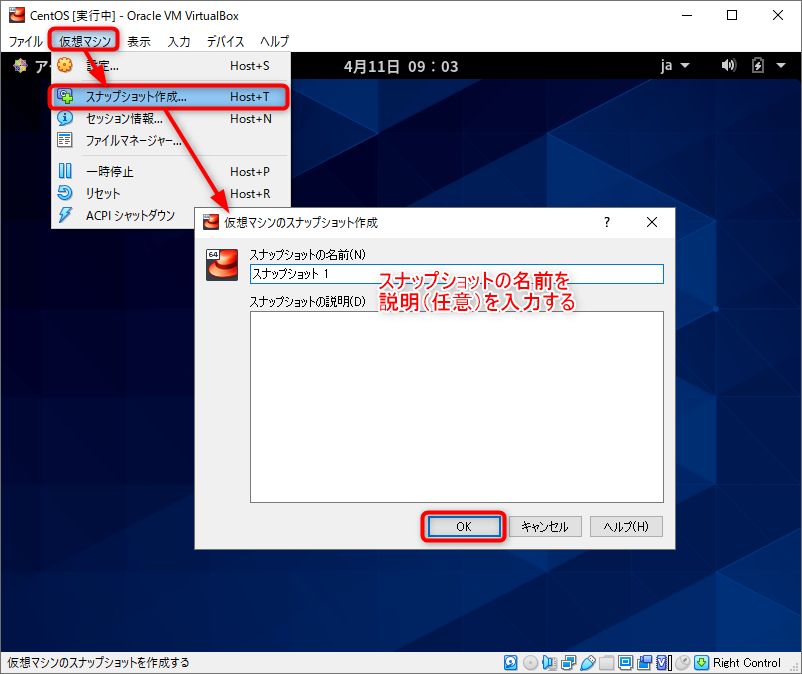 CentOS [実行中] - Oracle VM VirtualBox
ファイル 仮想マシン 表示 入力 デバイス ヘルプ
ア
4月11日 09：03
ja
設定... Host+S
スナップショット作成... Host+T
セッション情報... Host+N
ファイルマネージャー...
一時停止 Host+P
リセット Host+R
ACPI シャットダウン
仮想マシンのスナップショット作成
?
64
スナップショットの名前(N)
スナップショット 1
スナップショットの名前を
説明（任意）を入力する
スナップショットの説明(D)
OK キャンセル ヘルプ(H)
仮想マシンのスナップショットを作成する
Right Control